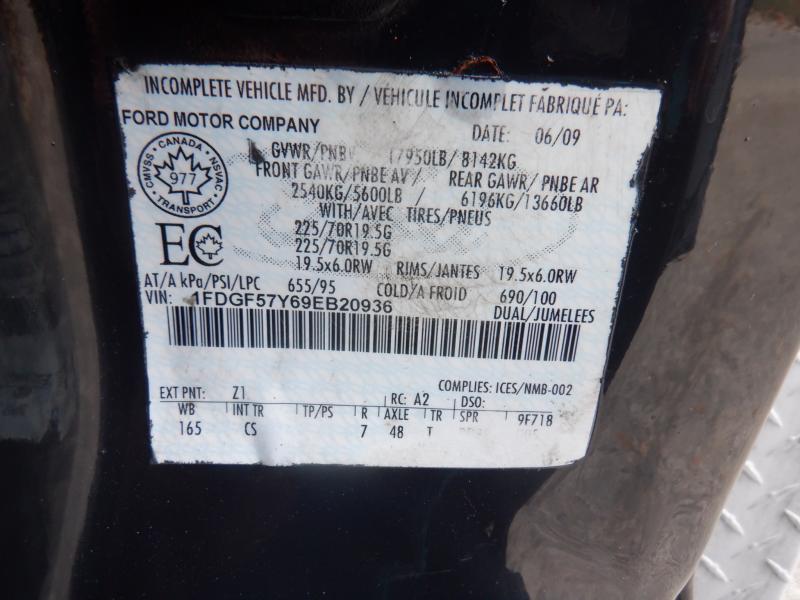 INCOMPLETE VEHICLE MFD. BY / VÉHICULE INCOMPLET FABRIQUÉ PA:
FORD MOTOR COMPANY DATE: 06/09
GVWR/PNBV 17950LB/ 8142KG
FRONT GAWR/PNBE AV/ REAR GAWR/ PNBE AR
2540KG/5600LB / 6196KG/13660LB
WITH/AVEC TIRES/PNEUS
225/70R19.5G
225/70R19.5G
19.5x6.0RW RIMS/JANTES 19.5x6.0RW
AT/A kPa/PSI/LPC 655/95 COLD/A FROID 690/100
VIN: 1FDGF57Y69EB20936 DUAL/JUMELEES
CMVSS · CANADA · NSVAC
977
TRANSPORT
EC
COMPLIES: ICES/NMB-002
EXT PNT: Z1 RC: A2 DSO:
WB INT TR TP/PS R AXLE TR SPR 9F718
165 CS 7 48 T